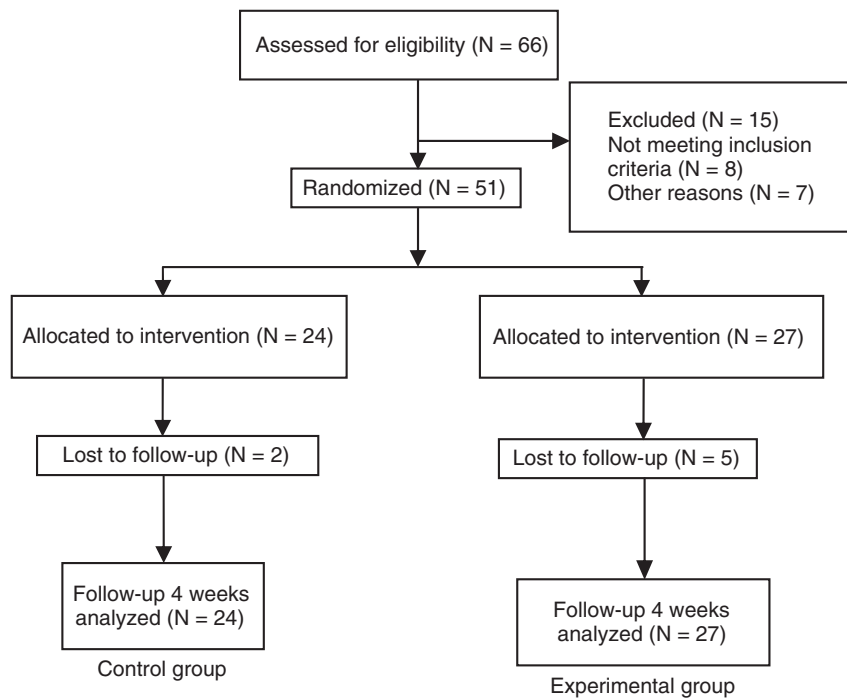 Assessed for eligibility (N = 66)
Excluded (N = 15)
Not meeting inclusion
criteria (N = 8)
Other reasons (N = 7)
Randomized (N = 51)
Allocated to intervention (N = 24)
Allocated to intervention (N = 27)
Lost to follow-up (N = 2)
Lost to follow-up (N = 5)
Follow-up 4 weeks
analyzed (N = 24)
Control group
Follow-up 4 weeks
analyzed (N = 27)
Experimental group